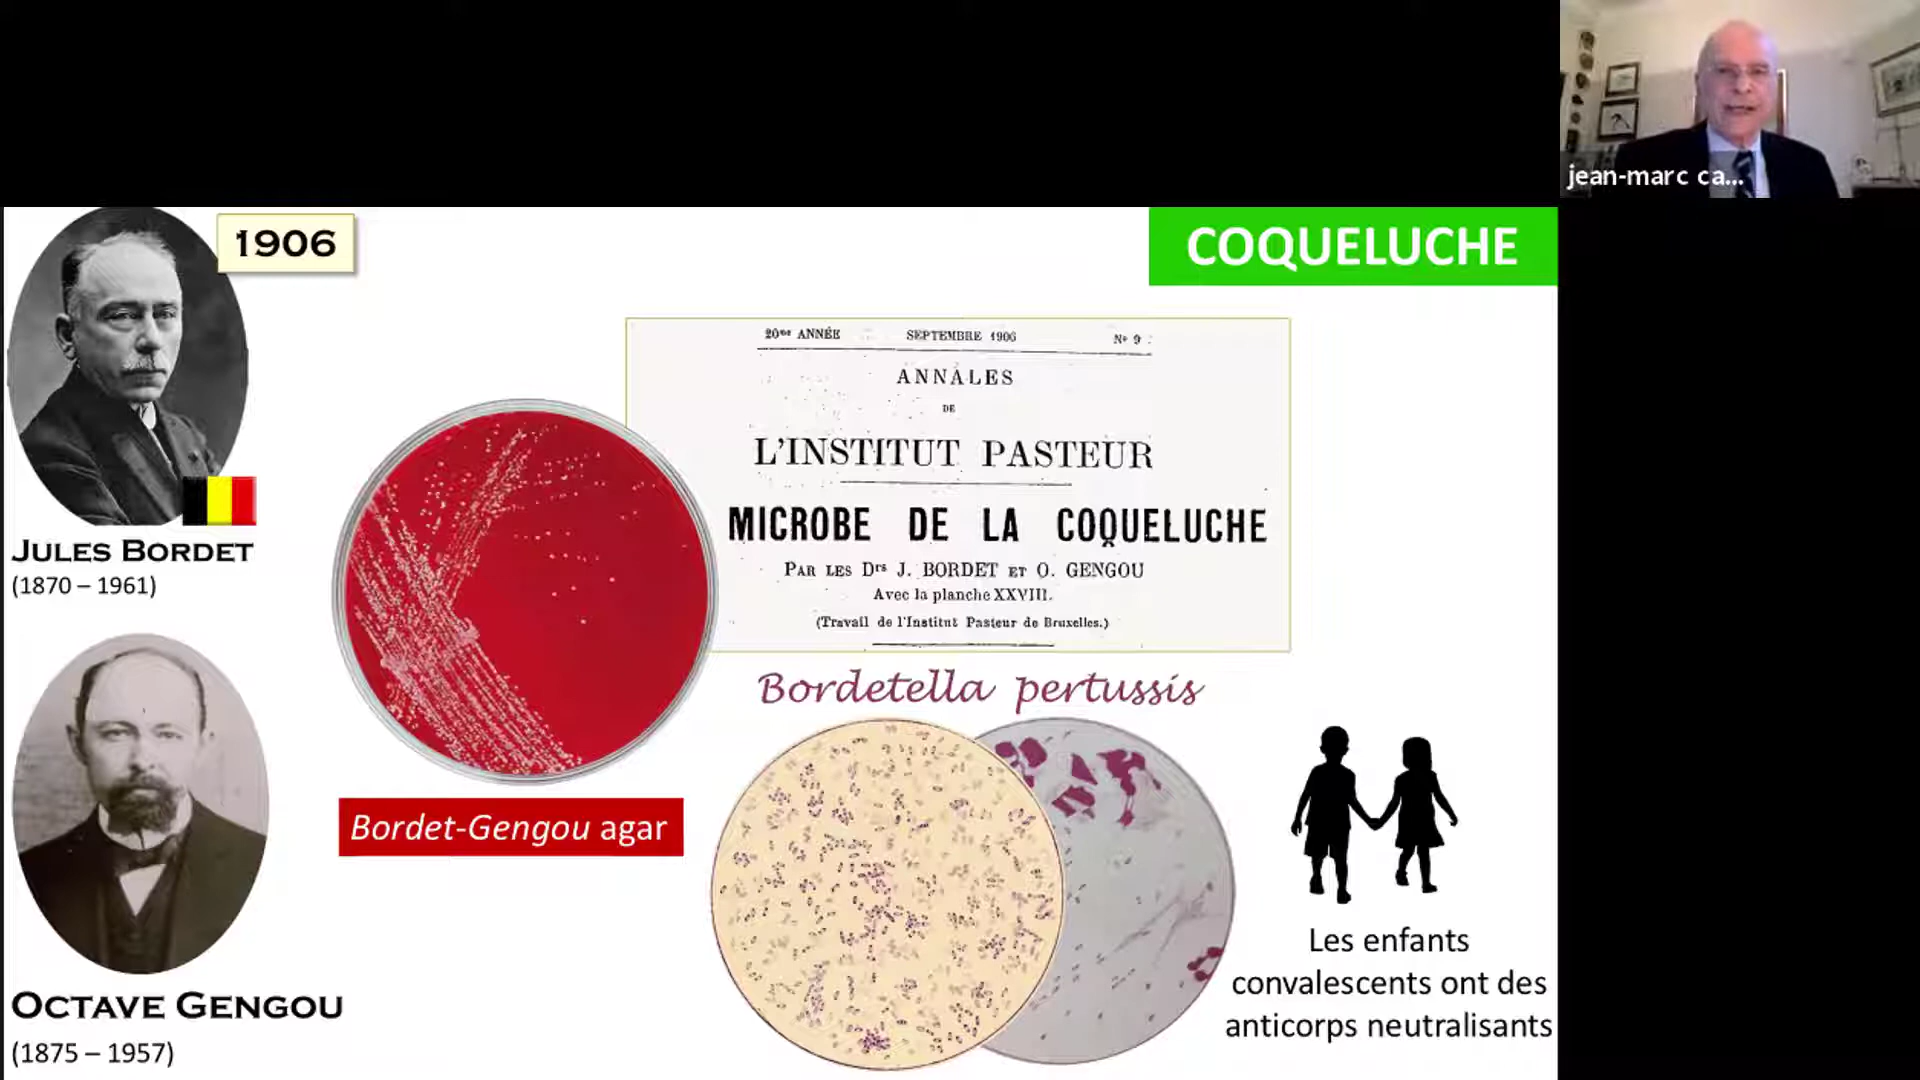 jean-marc ca...
1906
COQUELUCHE
20me ANNÉE SEPTEMBRE 1906 No 9
ANNALES
DE
L'INSTITUT PASTEUR
MICROBE DE LA COQUELUCHE
PAR LES Drs J. BORDET ET O. GENGOU
Avec la planche XXVIII.
(Travail de l'Institut Pasteur de Bruxelles.)
JULES BORDET
(1870 – 1961)
Bordetella pertussis
Bordet-Gengou agar
OCTAVE GENGOU
(1875 – 1957)
Les enfants
convalescents ont des
anticorps neutralisants